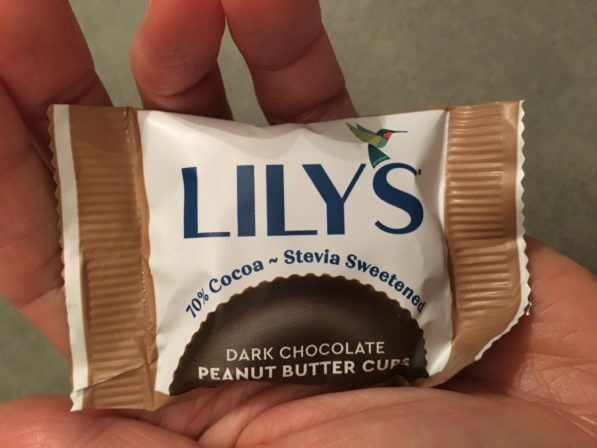 LILY'S
70% Cocoa ~ Stevia Sweetened
DARK CHOCOLATE
PEANUT BUTTER CUPS